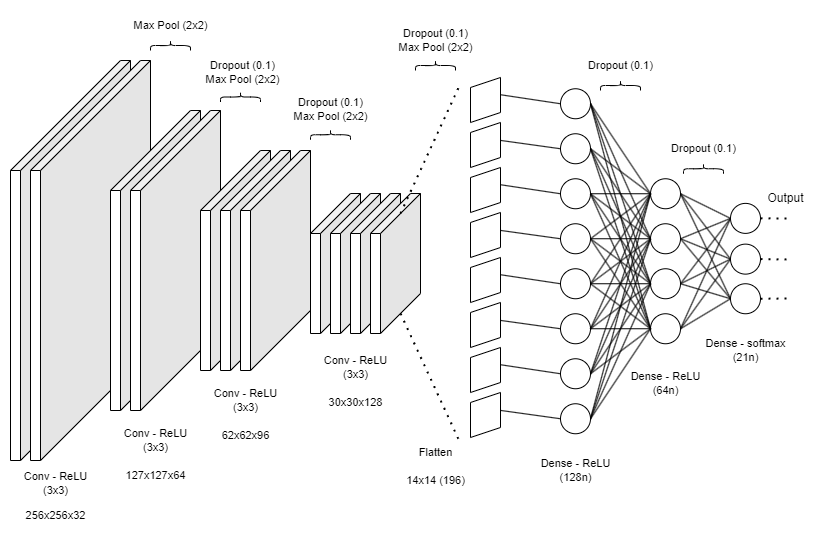 Max Pool (2x2)
Dropout (0.1)
Max Pool (2x2)
Dropout (0.1)
Max Pool (2x2)
Dropout (0.1)
Max Pool (2x2)
Dropout (0.1)
Dropout (0.1)
Output
Conv - ReLU
(3x3)
256x256x32
Conv - ReLU
(3x3)
127x127x64
Conv - ReLU
(3x3)
62x62x96
Conv - ReLU
(3x3)
30x30x128
Flatten
14x14 (196)
Dense - ReLU
(128n)
Dense - ReLU
(64n)
Dense - softmax
(21n)